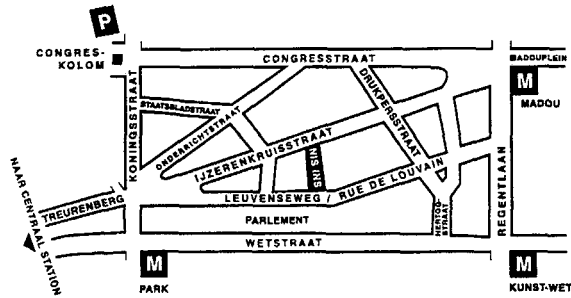 P
CONGRES-
KOLOM
CONGRESSTRAAT
MADOUPLEIN
M
MADOU
KONINGSSTRAAT
STAATSBLADSTRAAT
ONDERRICHTSTRAAT
DRUKPERSSTRAAT
IJZERENKRUISSTRAAT
NIS INS
LEUVENSEWEG / RUE DE LOUVAIN
TREURENBERG
NAAR CENTRAAL STATION
PARLEMENT
HERTOG-
STRAAT
REGENTLAAN
WETSTRAAT
M
PARK
M
KUNST-WET